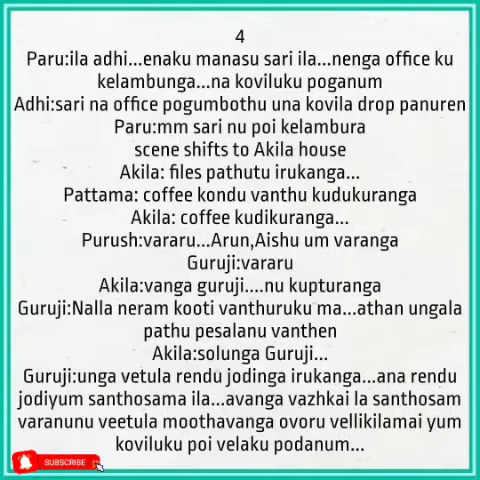 4
Paru:ila adhi...enaku manasu sari ila...nenga office ku
kelambunga...na koviluku poganum
Adhi:sari na office pogumbothu una kovila drop panuren
Paru:mm sari nu poi kelambura
scene shifts to Akila house
Akila: files pathutu irukanga...
Pattama: coffee kondu vanthu kudukuranga
Akila: coffee kudikuranga...
Purush:vararu...Arun,Aishu um varanga
Guruji:vararu
Akila:vanga guruji....nu kupturanga
Guruji:Nalla neram kooti vanthuruku ma...athan ungala
pathu pesalanu vanthen
Akila:solunga Guruji...
Guruji:unga vetula rendu jodinga irukanga...ana rendu
jodiyum santhosama ila...avanga vazhkai la santhosam
varanunu veetula moothavanga ovoru vellikilamai yum
koviluku poi velaku podanum...
SUBSCRIBE